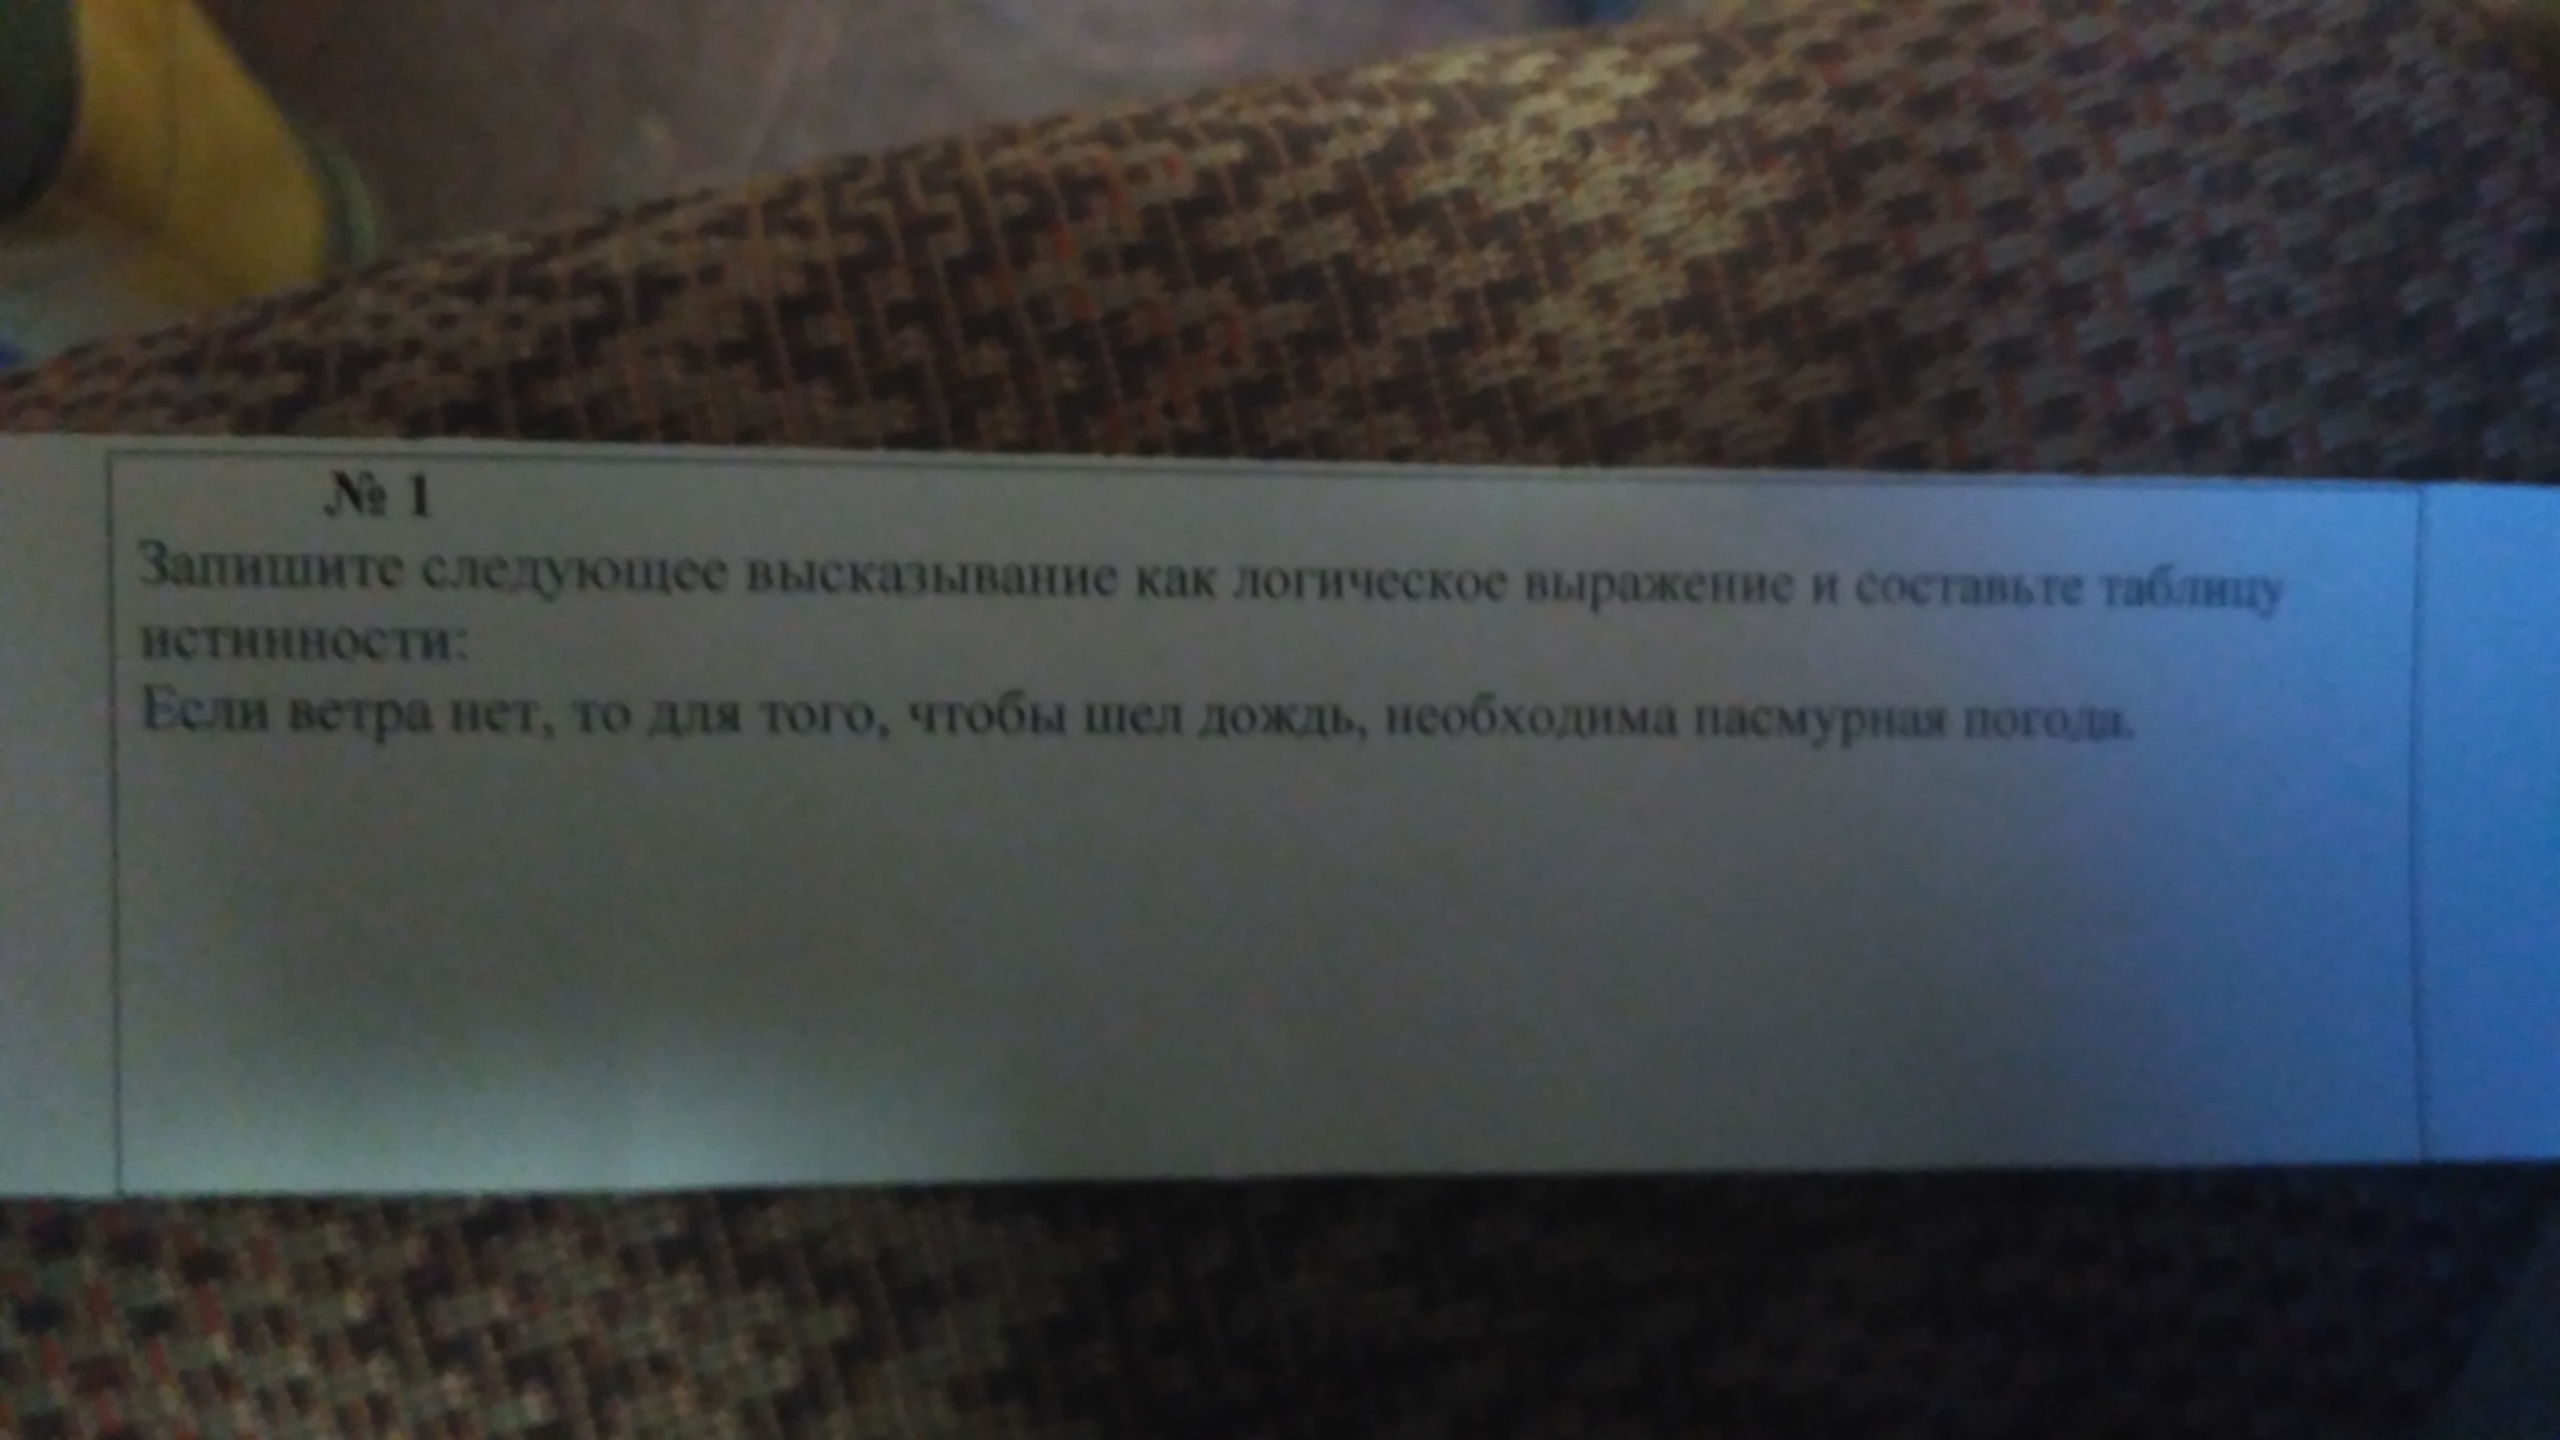 № 1
Запишите следующее высказывание как логическое выражение и составьте таблицу
истинности:
Если ветра нет, то для того, чтобы шел дождь, необходима пасмурная погода.